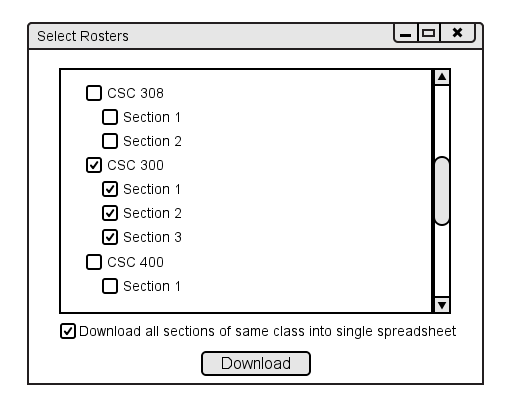 Select Rosters
CSC 308
Section 1
Section 2
CSC 300
Section 1
Section 2
Section 3
CSC 400
Section 1
Download all sections of same class into single spreadsheet
Download